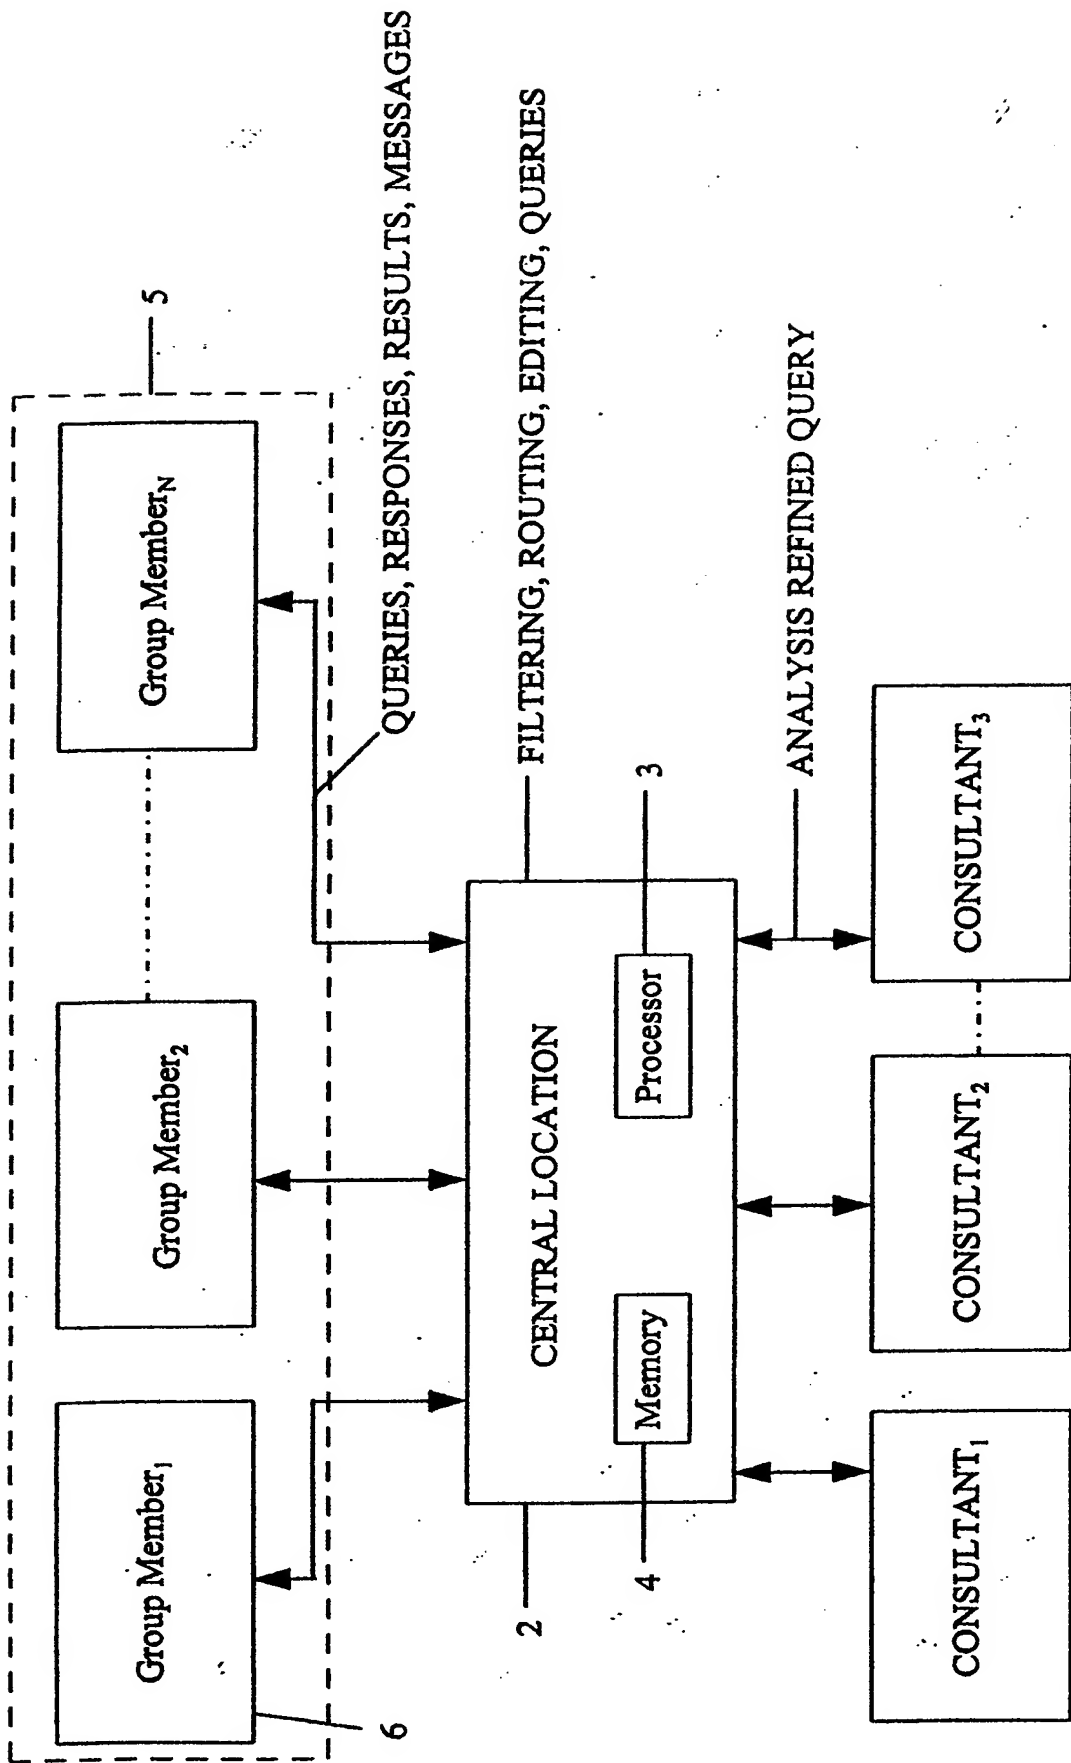 5
Group Member1
Group Member2
Group MemberN
6
QUERIES, RESPONSES, RESULTS, MESSAGES
2
FILTERING, ROUTING, EDITING, QUERIES
CENTRAL LOCATION
4
Memory
Processor
3
ANALYSIS REFINED QUERY
CONSULTANT1
CONSULTANT2
CONSULTANT3